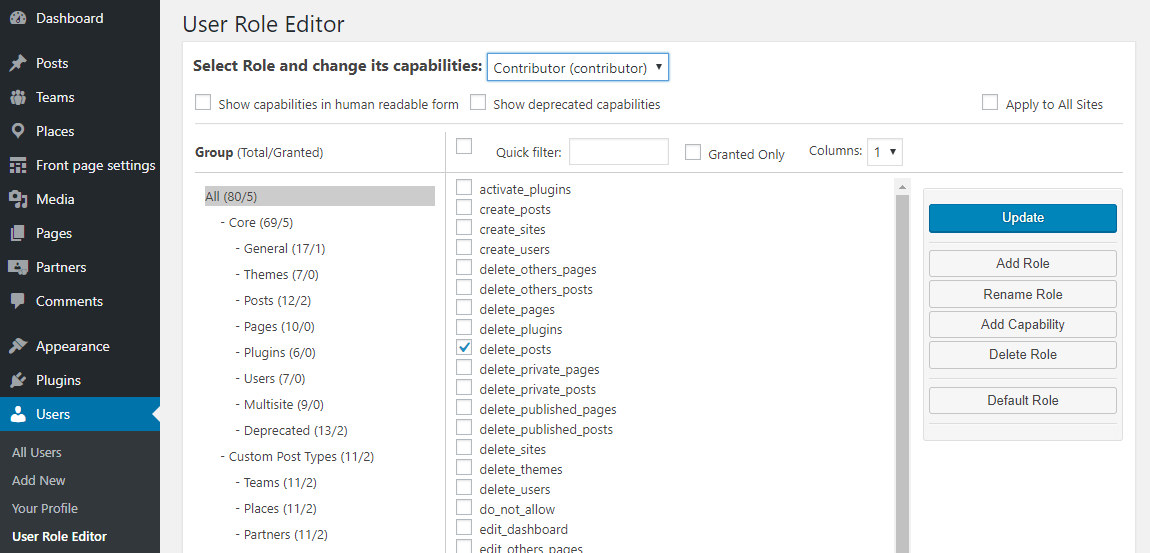 Dashboard
Posts
Teams
Places
Front page settings
Media
Pages
Partners
Comments
Appearance
Plugins
Users
All Users
Add New
Your Profile
User Role Editor
User Role Editor
Select Role and change its capabilities: Contributor (contributor)
Show capabilities in human readable form Show deprecated capabilities Apply to All Sites
Group (Total/Granted)
Quick filter: Granted Only Columns: 1
All (80/5)
- Core (69/5)
- General (17/1)
- Themes (7/0)
- Posts (12/2)
- Pages (10/0)
- Plugins (6/0)
- Users (7/0)
- Multisite (9/0)
- Deprecated (13/2)
- Custom Post Types (11/2)
- Teams (11/2)
- Places (11/2)
- Partners (11/2)
activate_plugins
create_posts
create_sites
create_users
delete_others_pages
delete_others_posts
delete_pages
delete_plugins
delete_posts
delete_private_pages
delete_private_posts
delete_published_pages
delete_published_posts
delete_sites
delete_themes
delete_users
do_not_allow
edit_dashboard
edit_others_pages
Update
Add Role
Rename Role
Add Capability
Delete Role
Default Role